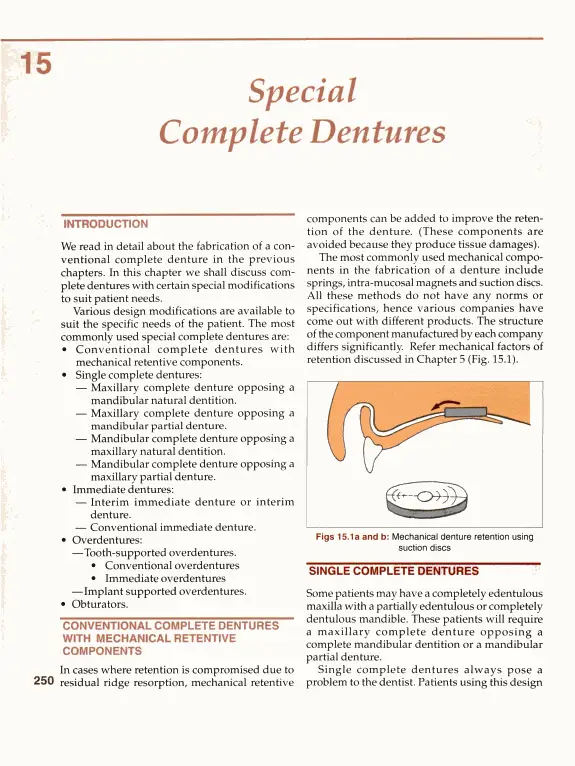 15
Special
Complete Dentures
INTRODUCTION
We read in detail about the fabrication of a con-
ventional complete denture in the previous
chapters. In this chapter we shall discuss com-
plete dentures with certain special modifications
to suit patient needs.
Various design modifications are available to
suit the specific needs of the patient. The most
commonly used special complete dentures are:
• Conventional complete dentures with
mechanical retentive components.
• Single complete dentures:
— Maxillary complete denture opposing a
mandibular natural dentition.
— Maxillary complete denture opposing a
mandibular partial denture.
— Mandibular complete denture opposing a
maxillary natural dentition.
— Mandibular complete denture opposing a
maxillary partial denture.
• Immediate dentures:
— Interim immediate denture or interim
denture.
— Conventional immediate denture.
• Overdentures:
—Tooth-supported overdentures.
• Conventional overdentures
• Immediate overdentures
—Implant supported overdentures.
• Obturators.
CONVENTIONAL COMPLETE DENTURES
WITH MECHANICAL RETENTIVE
COMPONENTS
In cases where retention is compromised due to
residual ridge resorption, mechanical retentive
250
components can be added to improve the reten-
tion of the denture. (These components are
avoided because they produce tissue damages).
The most commonly used mechanical compo-
nents in the fabrication of a denture include
springs, intra-mucosal magnets and suction discs.
All these methods do not have any norms or
specifications, hence various companies have
come out with different products. The structure
of the component manufactured by each company
differs significantly. Refer mechanical factors of
retention discussed in Chapter 5 (Fig. 15.1).
Figs 15.1a and b: Mechanical denture retention using
suction discs
SINGLE COMPLETE DENTURES
Some patients may have a completely edentulous
maxilla with a partially edentulous or completely
dentulous mandible. These patients will require
a maxillary complete denture opposing a
complete mandibular dentition or a mandibular
partial denture.
Single complete dentures always pose a
problem to the dentist. Patients using this design